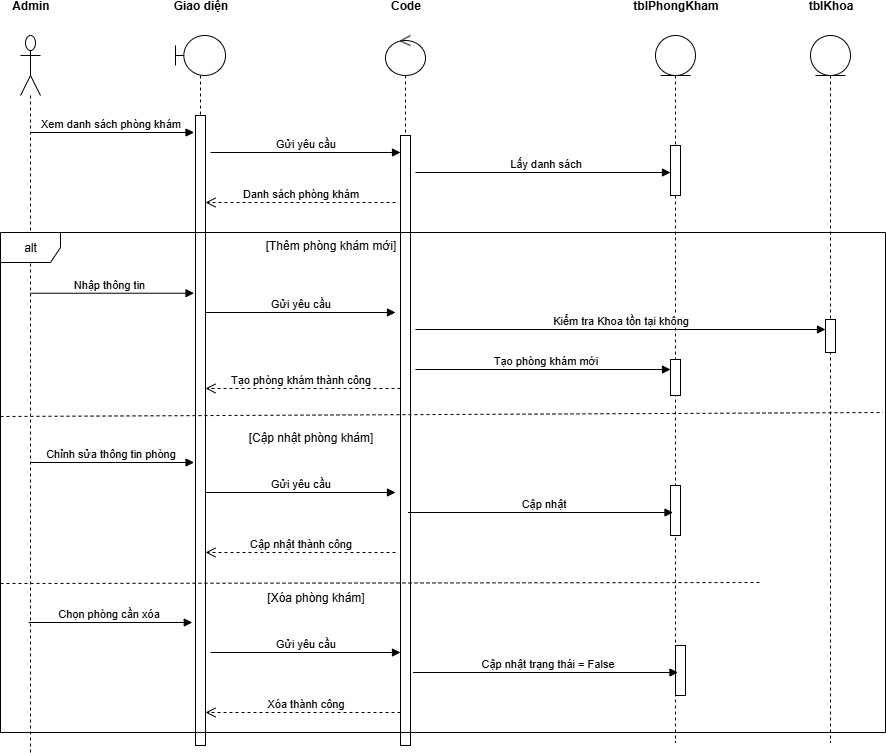 Admin
Giao diện
Code
tblPhongKham
tblKhoa
Xem danh sách phòng khám
Gửi yêu cầu
Lấy danh sách
Danh sách phòng khám
alt
[Thêm phòng khám mới]
Nhập thông tin
Gửi yêu cầu
Kiểm tra Khoa tồn tại không
Tạo phòng khám mới
Tạo phòng khám thành công
[Cập nhật phòng khám]
Chỉnh sửa thông tin phòng
Gửi yêu cầu
Cập nhật
Cập nhật thành công
[Xóa phòng khám]
Chọn phòng cần xóa
Gửi yêu cầu
Cập nhật trạng thái = False
Xóa thành công